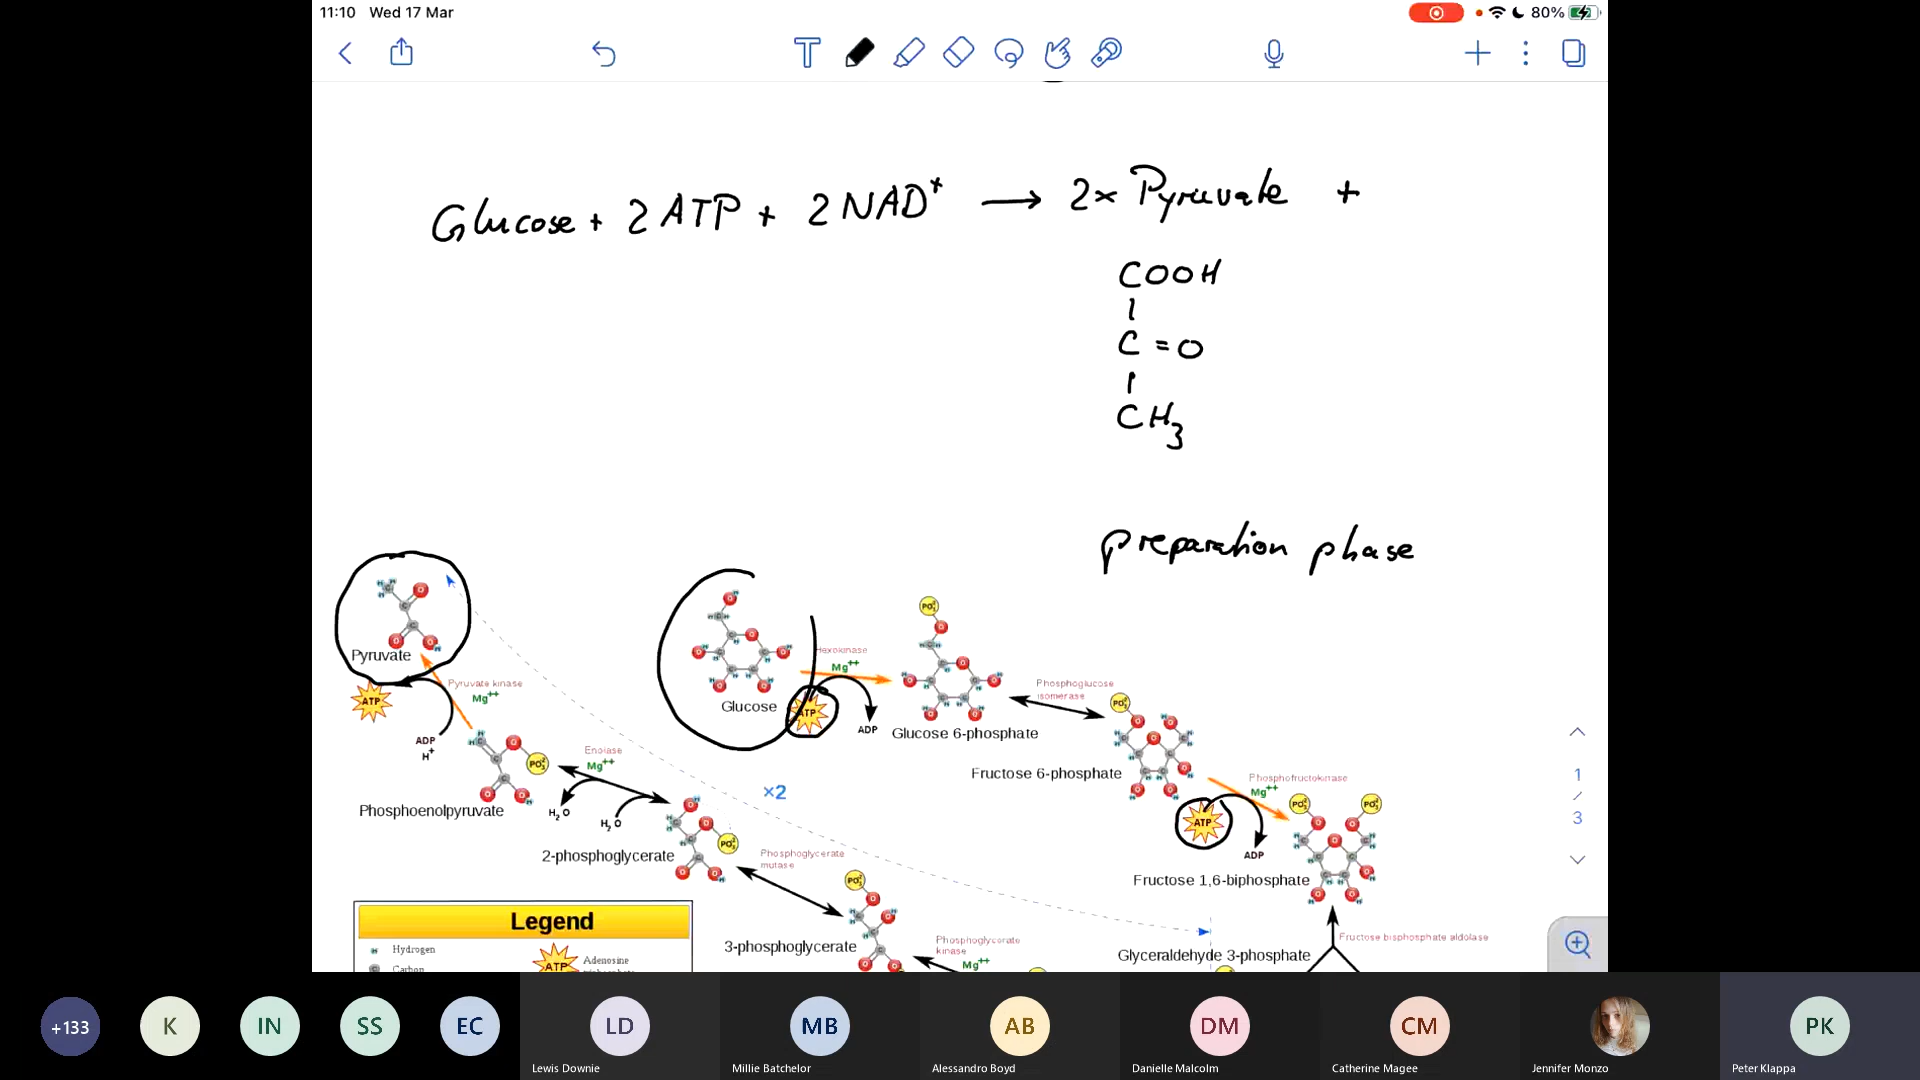 11:10 Wed 17 Mar
80%
Glucose + 2 ATP + 2 NAD⁺ → 2x Pyruvate +
COOH
C = O
CH₃
preparation phase
Pyruvate
ATP
Pyruvate kinase
Mg⁺⁺
ADP
H⁺
Phosphoenolpyruvate
Enolase
Mg⁺⁺
H₂O
H₂O
2-phosphoglycerate
×2
Phosphoglycerate
mutase
3-phosphoglycerate
Phosphoglycerate
kinase
Mg⁺⁺
Glucose
Hexokinase
Mg⁺⁺
ATP
ADP
Glucose 6-phosphate
Phosphoglucose
isomerase
Fructose 6-phosphate
Phosphofructokinase
Mg⁺⁺
ATP
ADP
Fructose 1,6-biphosphate
Fructose bisphosphate aldolase
Glyceraldehyde 3-phosphate
Legend
Hydrogen
Carbon
ATP
Adenosine
1
/
3
+133
K
IN
SS
EC
LD
Lewis Downie
MB
Millie Batchelor
AB
Alessandro Boyd
DM
Danielle Malcolm
CM
Catherine Magee
Jennifer Monzo
PK
Peter Klappa